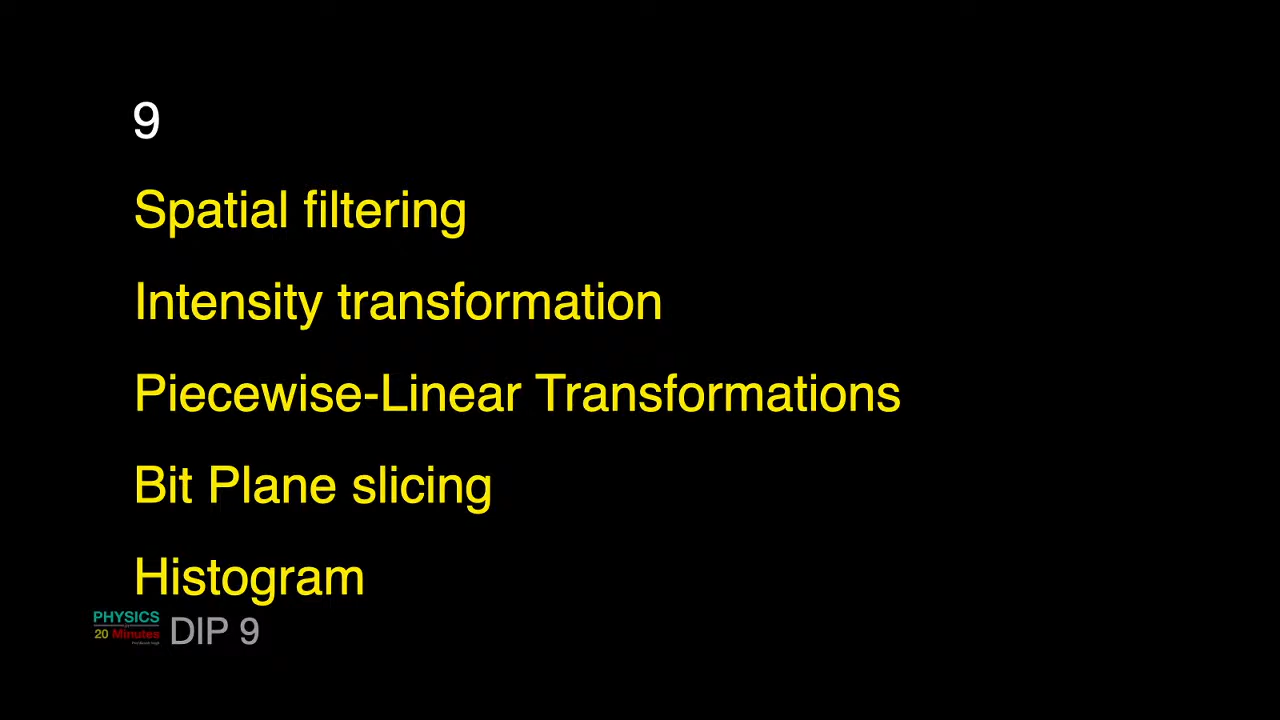 9
Spatial filtering
Intensity transformation
Piecewise-Linear Transformations
Bit Plane slicing
Histogram
PHYSICS
20 Minutes
DIP 9